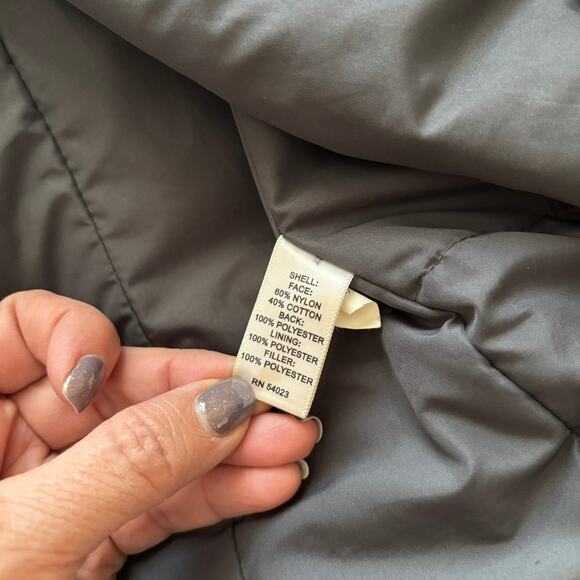 SHELL:
FACE:
60% NYLON
40% COTTON
BACK:
100% POLYESTER
LINING:
100% POLYESTER
FILLER:
100% POLYESTER
RN 54023